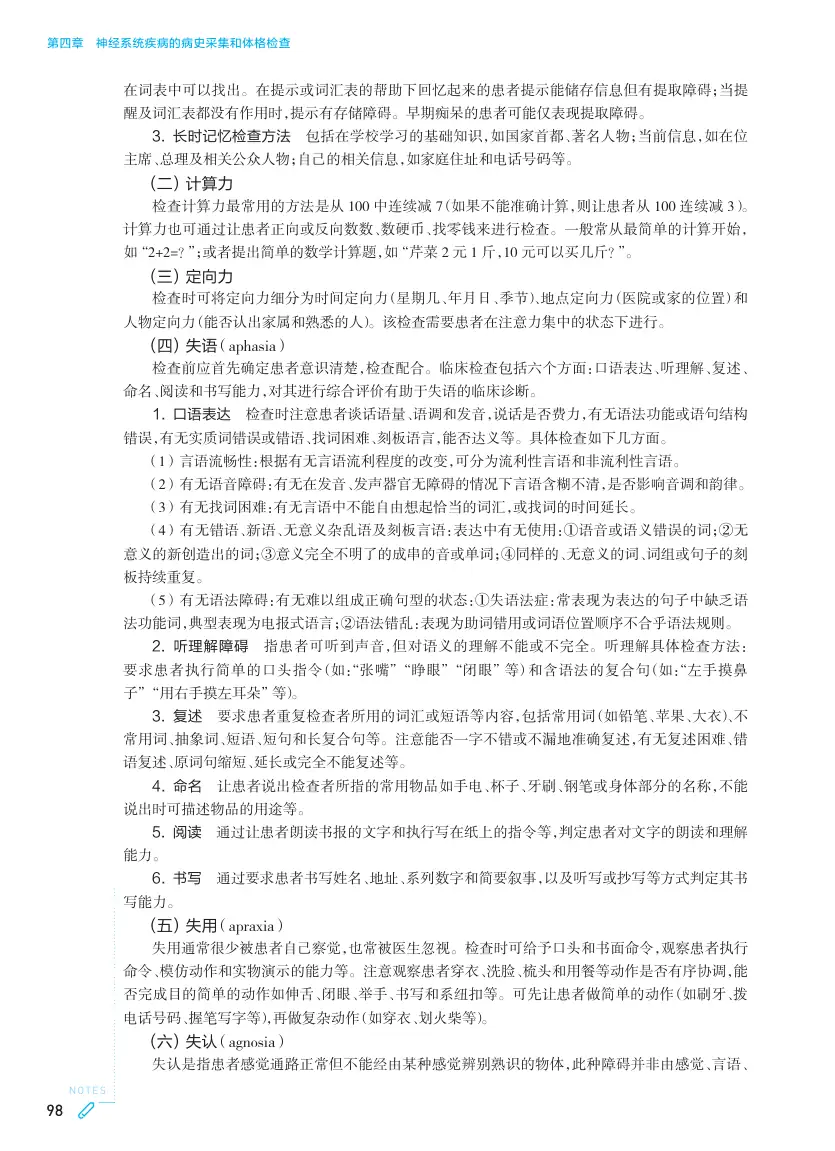 第四章 神经系统疾病的病史采集和体格检查
在词表中可以找出。在提示或词汇表的帮助下回忆起来的患者提示能储存信息但有提取障碍；当提
醒及词汇表都没有作用时，提示有存储障碍。早期痴呆的患者可能仅表现提取障碍。
3. 长时记忆检查方法 包括在学校学习的基础知识，如国家首都、著名人物；当前信息，如在位
主席、总理及相关公众人物；自己的相关信息，如家庭住址和电话号码等。
（二）计算力
检查计算力最常用的方法是从 100 中连续减 7（如果不能准确计算，则让患者从 100 连续减 3）。
计算力也可通过让患者正向或反向数数、数硬币、找零钱来进行检查。一般常从最简单的计算开始，
如“2+2=？”；或者提出简单的数学计算题，如“芹菜 2 元 1 斤，10 元可以买几斤？”。
（三）定向力
检查时可将定向力细分为时间定向力（星期几、年月日、季节）、地点定向力（医院或家的位置）和
人物定向力（能否认出家属和熟悉的人）。该检查需要患者在注意力集中的状态下进行。
（四）失语（aphasia）
检查前应首先确定患者意识清楚，检查配合。临床检查包括六个方面：口语表达、听理解、复述、
命名、阅读和书写能力，对其进行综合评价有助于失语的临床诊断。
1. 口语表达 检查时注意患者谈话语量、语调和发音，说话是否费力，有无语法功能或语句结构
错误，有无实质词错误或错语、找词困难、刻板语言，能否达义等。具体检查如下几方面。
（1）言语流畅性：根据有无言语流利程度的改变，可分为流利性言语和非流利性言语。
（2）有无语音障碍：有无在发音、发声器官无障碍的情况下言语含糊不清，是否影响音调和韵律。
（3）有无找词困难：有无言语中不能自由想起恰当的词汇，或找词的时间延长。
（4）有无错语、新语、无意义杂乱语及刻板言语：表达中有无使用：①语音或语义错误的词；②无
意义的新创造出的词；③意义完全不明了的成串的音或单词；④同样的、无意义的词、词组或句子的刻
板持续重复。
（5）有无语法障碍：有无难以组成正确句型的状态：①失语法症：常表现为表达的句子中缺乏语
法功能词，典型表现为电报式语言；②语法错乱：表现为助词错用或词语位置顺序不合乎语法规则。
2. 听理解障碍 指患者可听到声音，但对语义的理解不能或不完全。听理解具体检查方法：
要求患者执行简单的口头指令（如：“张嘴”“睁眼”“闭眼”等）和含语法的复合句（如：“左手摸鼻
子”“用右手摸左耳朵”等）。
3. 复述 要求患者重复检查者所用的词汇或短语等内容，包括常用词（如铅笔、苹果、大衣）、不
常用词、抽象词、短语、短句和长复合句等。注意能否一字不错或不漏地准确复述，有无复述困难、错
语复述、原词句缩短、延长或完全不能复述等。
4. 命名 让患者说出检查者所指的常用物品如手电、杯子、牙刷、钢笔或身体部分的名称，不能
说出时可描述物品的用途等。
5. 阅读 通过让患者朗读书报的文字和执行写在纸上的指令等，判定患者对文字的朗读和理解
能力。
6. 书写 通过要求患者书写姓名、地址、系列数字和简要叙事，以及听写或抄写等方式判定其书
写能力。
（五）失用（apraxia）
失用通常很少被患者自己察觉，也常被医生忽视。检查时可给予口头和书面命令，观察患者执行
命令、模仿动作和实物演示的能力等。注意观察患者穿衣、洗脸、梳头和用餐等动作是否有序协调，能
否完成目的简单的动作如伸舌、闭眼、举手、书写和系纽扣等。可先让患者做简单的动作（如刷牙、拨
电话号码、握笔写字等），再做复杂动作（如穿衣、划火柴等）。
（六）失认（agnosia）
失认是指患者感觉通路正常但不能经由某种感觉辨别熟识的物体，此种障碍并非由感觉、言语、
NOTES
98